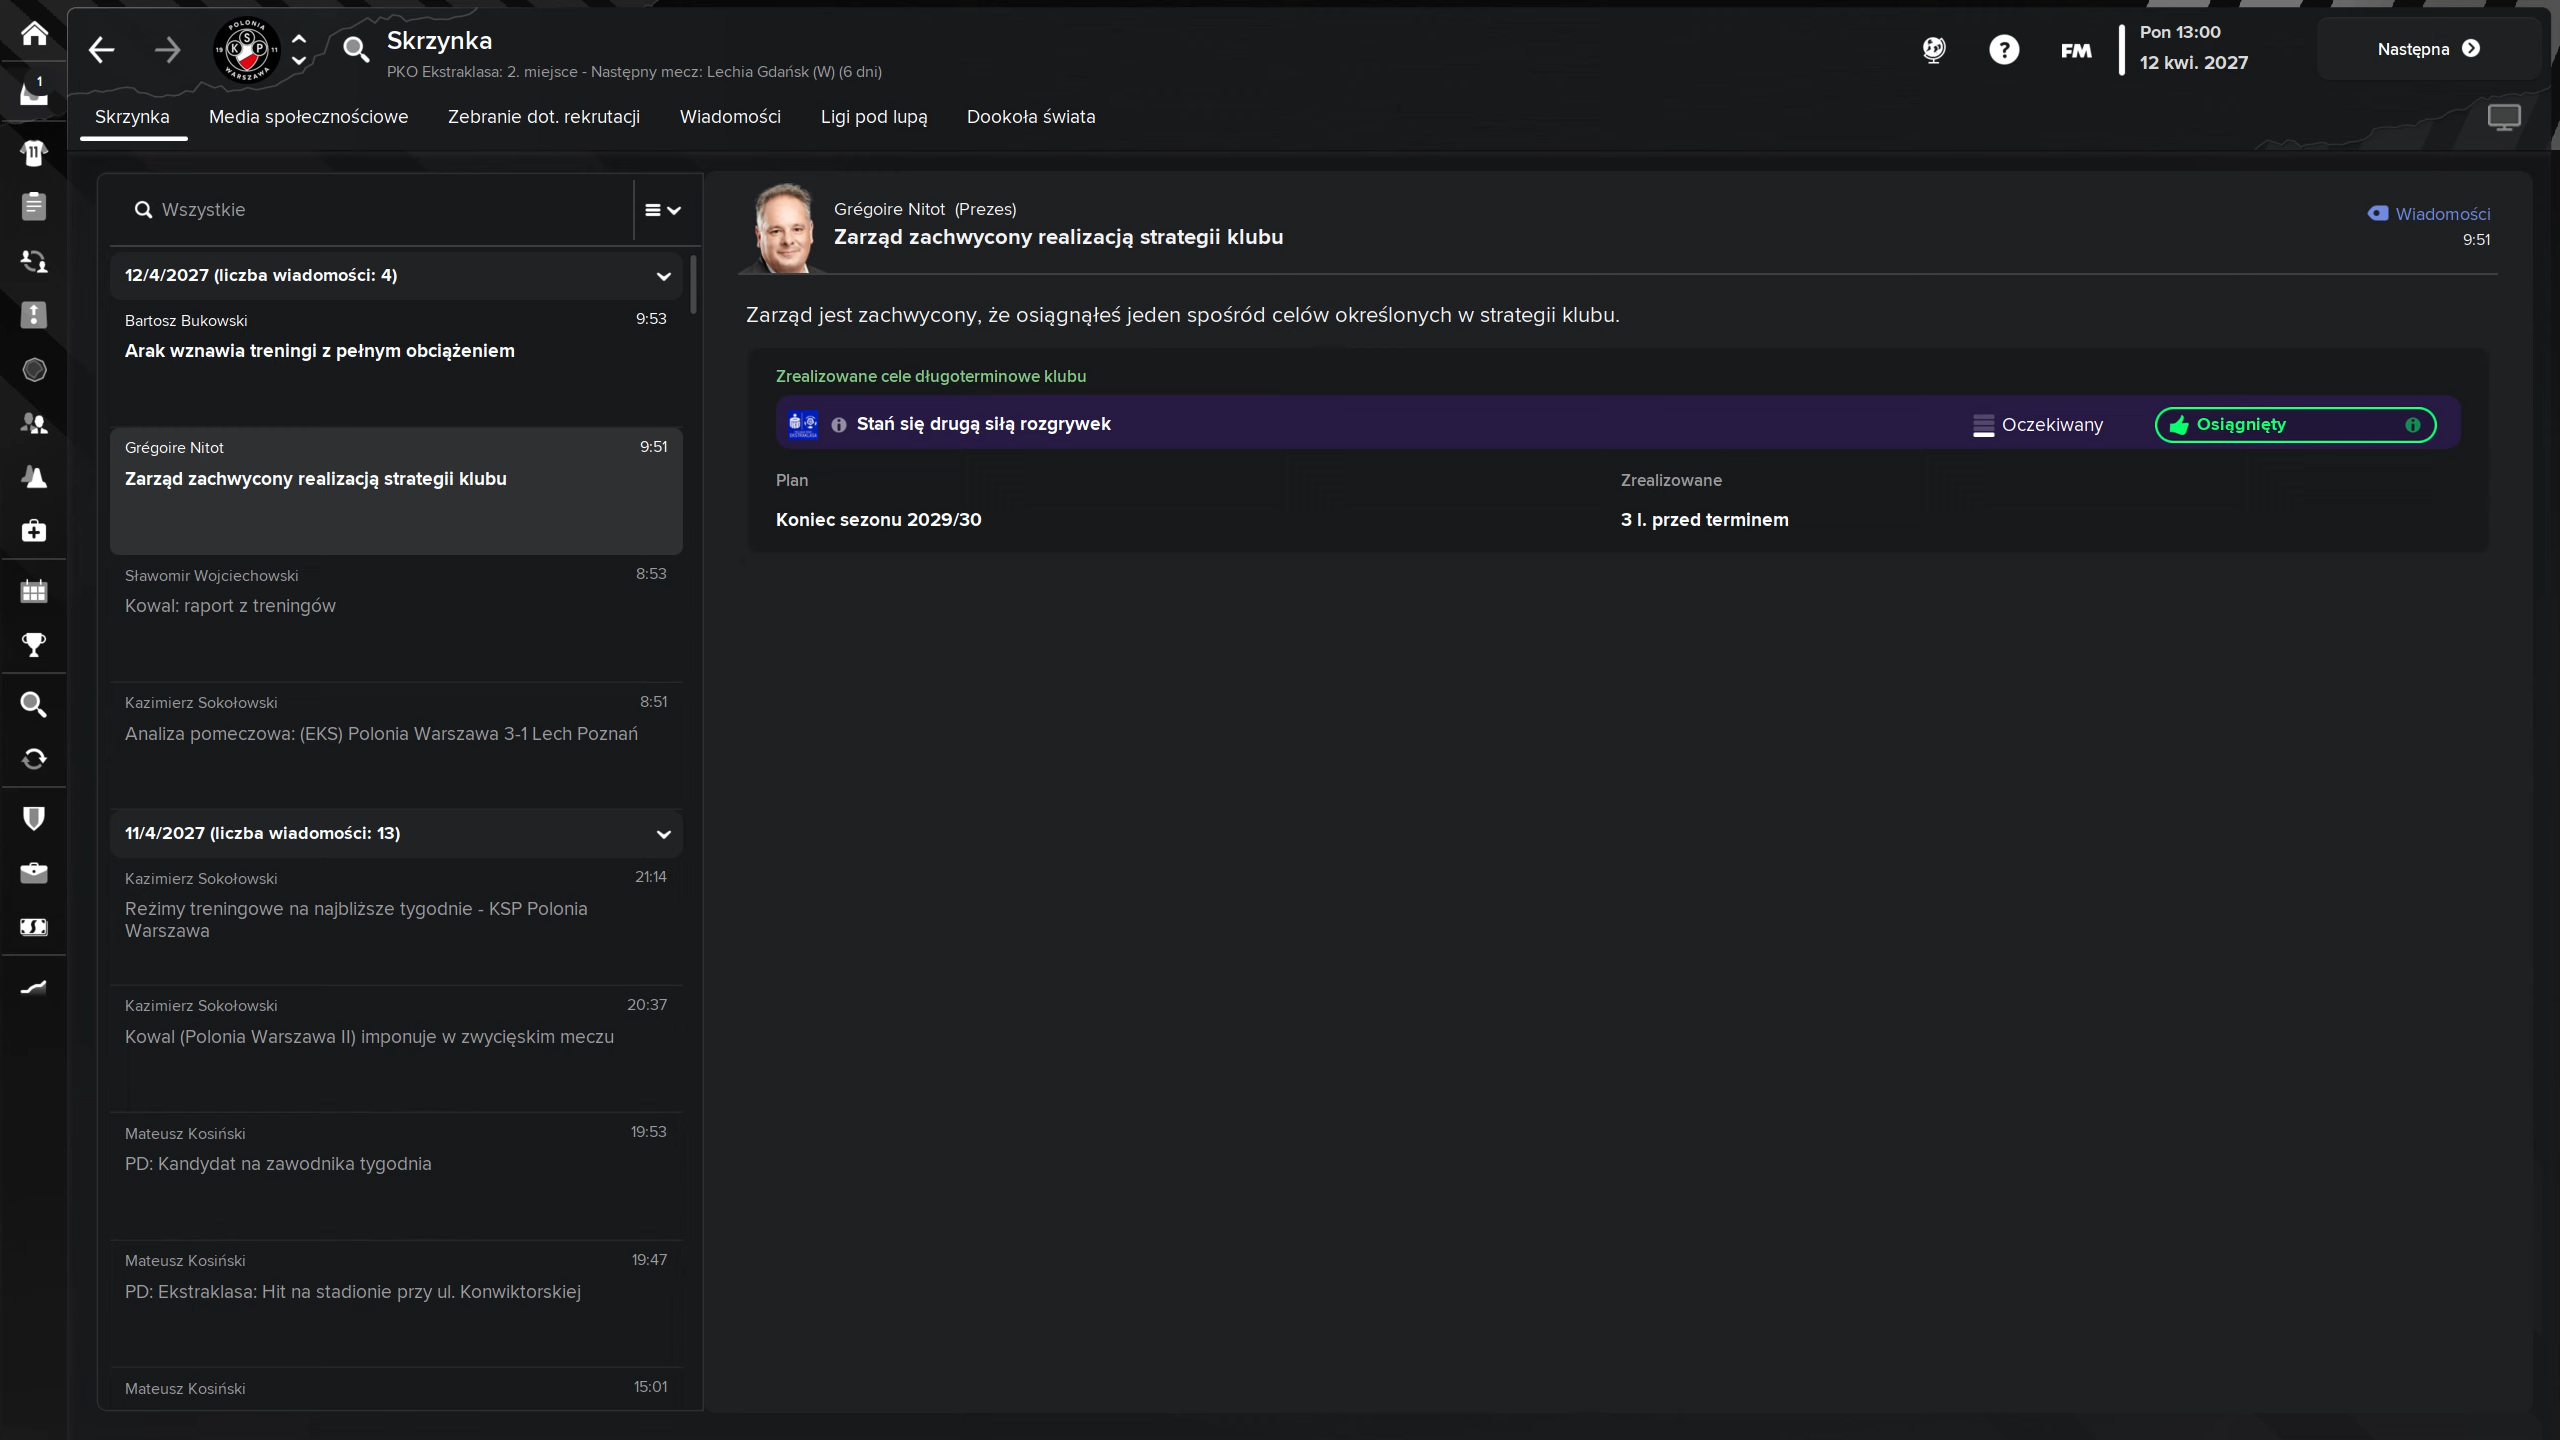 Skrzynka
PKO Ekstraklasa: 2. miejsce - Następny mecz: Lechia Gdańsk (W) (6 dni)
FM
Pon 13:00
12 kwi. 2027
Następna
1
Skrzynka
Media społecznościowe
Zebranie dot. rekrutacji
Wiadomości
Ligi pod lupą
Dookoła świata
POLONIA
19 KSP 11
WARSZAWA
11
Wszystkie
12/4/2027 (liczba wiadomości: 4)
Bartosz Bukowski 9:53
Arak wznawia treningi z pełnym obciążeniem
Grégoire Nitot 9:51
Zarząd zachwycony realizacją strategii klubu
Sławomir Wojciechowski 8:53
Kowal: raport z treningów
Kazimierz Sokołowski 8:51
Analiza pomeczowa: (EKS) Polonia Warszawa 3-1 Lech Poznań
11/4/2027 (liczba wiadomości: 13)
Kazimierz Sokołowski 21:14
Reżimy treningowe na najbliższe tygodnie - KSP Polonia
Warszawa
Kazimierz Sokołowski 20:37
Kowal (Polonia Warszawa II) imponuje w zwycięskim meczu
Mateusz Kosiński 19:53
PD: Kandydat na zawodnika tygodnia
Mateusz Kosiński 19:47
PD: Ekstraklasa: Hit na stadionie przy ul. Konwiktorskiej
Mateusz Kosiński 15:01
Grégoire Nitot (Prezes)
Zarząd zachwycony realizacją strategii klubu
Wiadomości
9:51
Zarząd jest zachwycony, że osiągnąłeś jeden spośród celów określonych w strategii klubu.
Zrealizowane cele długoterminowe klubu
Stań się drugą siłą rozgrywek
Oczekiwany
Osiągnięty
Plan
Zrealizowane
Koniec sezonu 2029/30
3 l. przed terminem